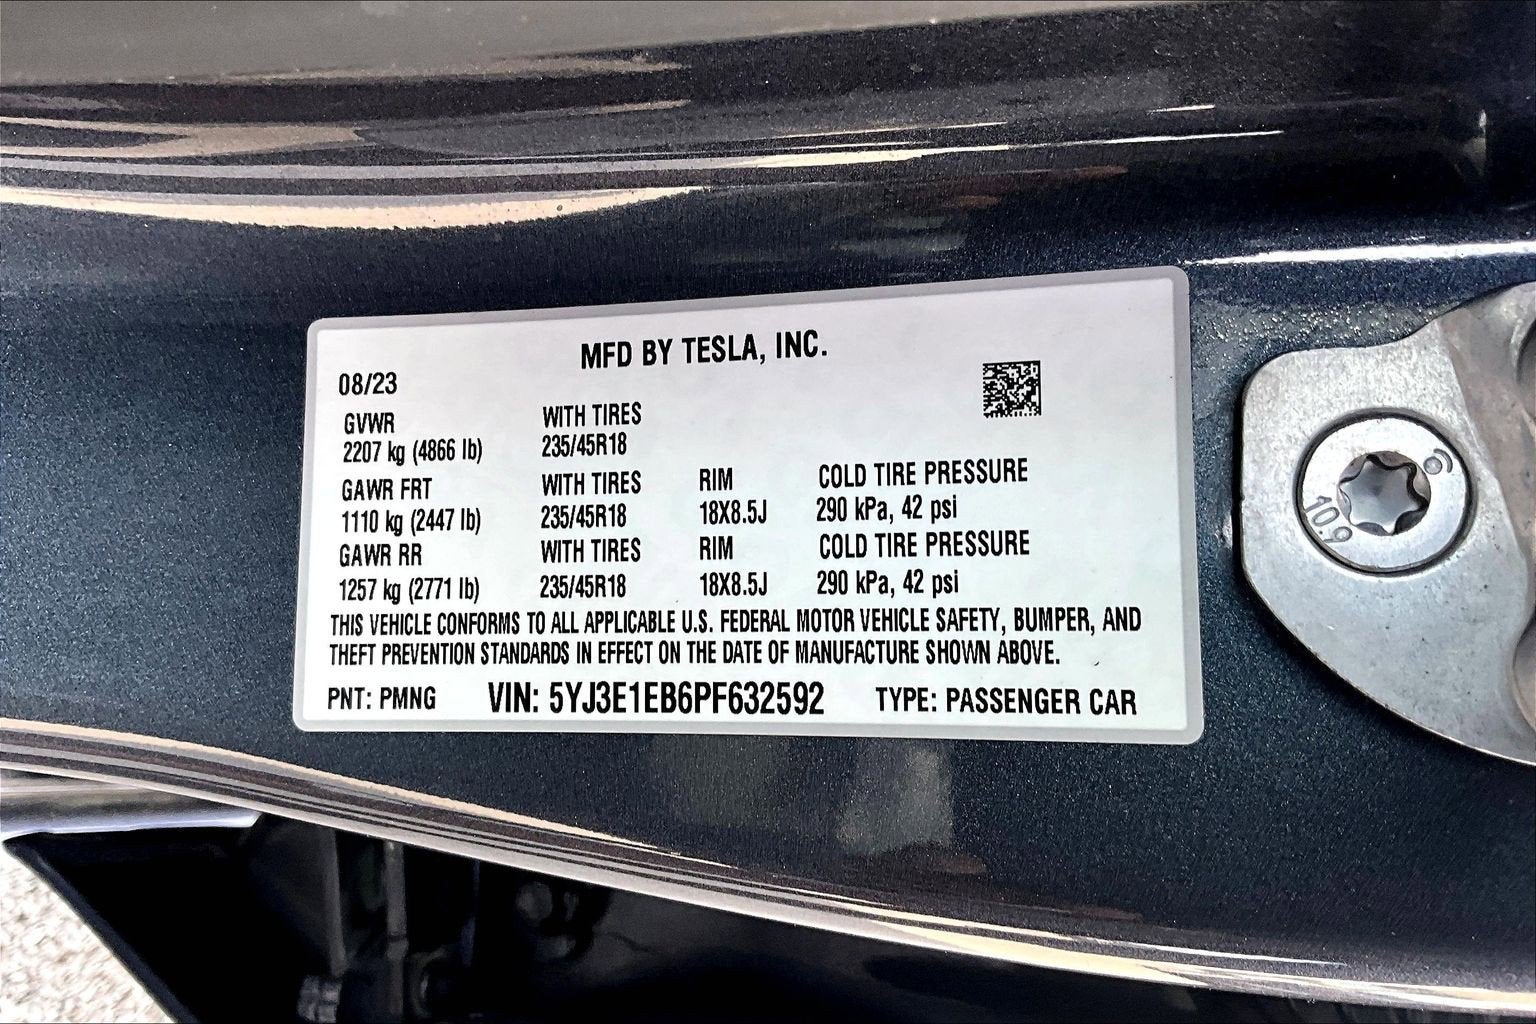 MFD BY TESLA, INC.
08/23
GVWR WITH TIRES
2207 kg (4866 lb) 235/45R18
GAWR FRT WITH TIRES RIM COLD TIRE PRESSURE
1110 kg (2447 lb) 235/45R18 18X8.5J 290 kPa, 42 psi
GAWR RR WITH TIRES RIM COLD TIRE PRESSURE
1257 kg (2771 lb) 235/45R18 18X8.5J 290 kPa, 42 psi
THIS VEHICLE CONFORMS TO ALL APPLICABLE U.S. FEDERAL MOTOR VEHICLE SAFETY, BUMPER, AND
THEFT PREVENTION STANDARDS IN EFFECT ON THE DATE OF MANUFACTURE SHOWN ABOVE.
PNT: PMNG VIN: 5YJ3E1EB6PF632592 TYPE: PASSENGER CAR
10.9